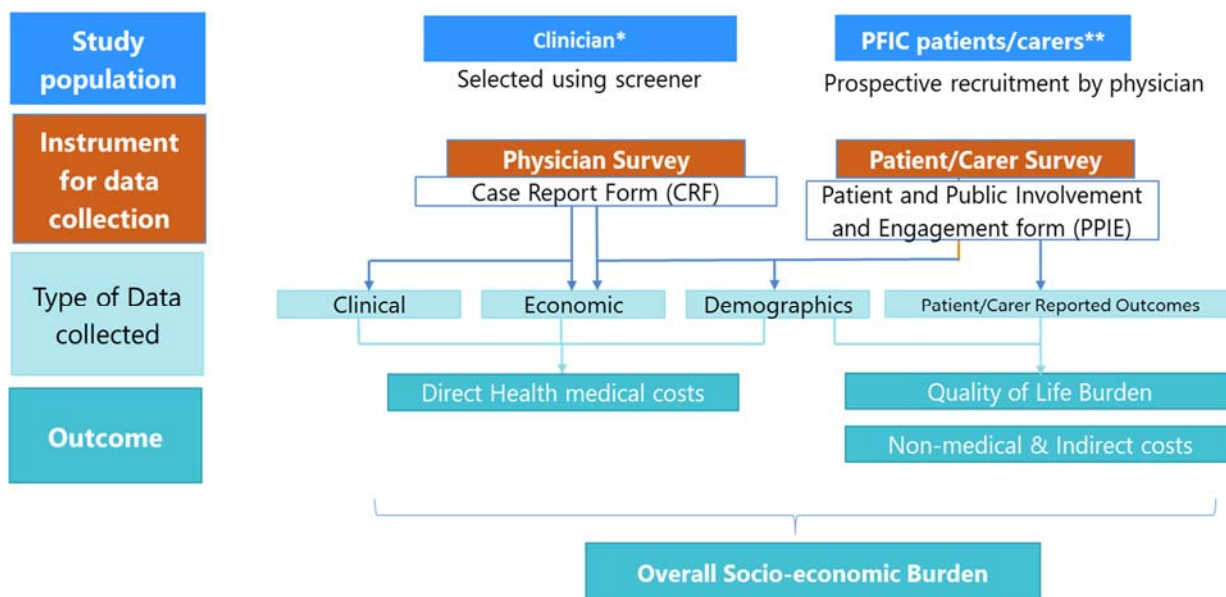 Study
population
Clinician*
Selected using screener
PFIC patients/carers**
Prospective recruitment by physician
Instrument
for data
collection
Physician Survey
Case Report Form (CRF)
Patient/Carer Survey
Patient and Public Involvement
and Engagement form (PPIE)
Type of Data
collected
Clinical
Economic
Demographics
Patient/Carer Reported Outcomes
Outcome
Direct Health medical costs
Quality of Life Burden
Non-medical & Indirect costs
Overall Socio-economic Burden